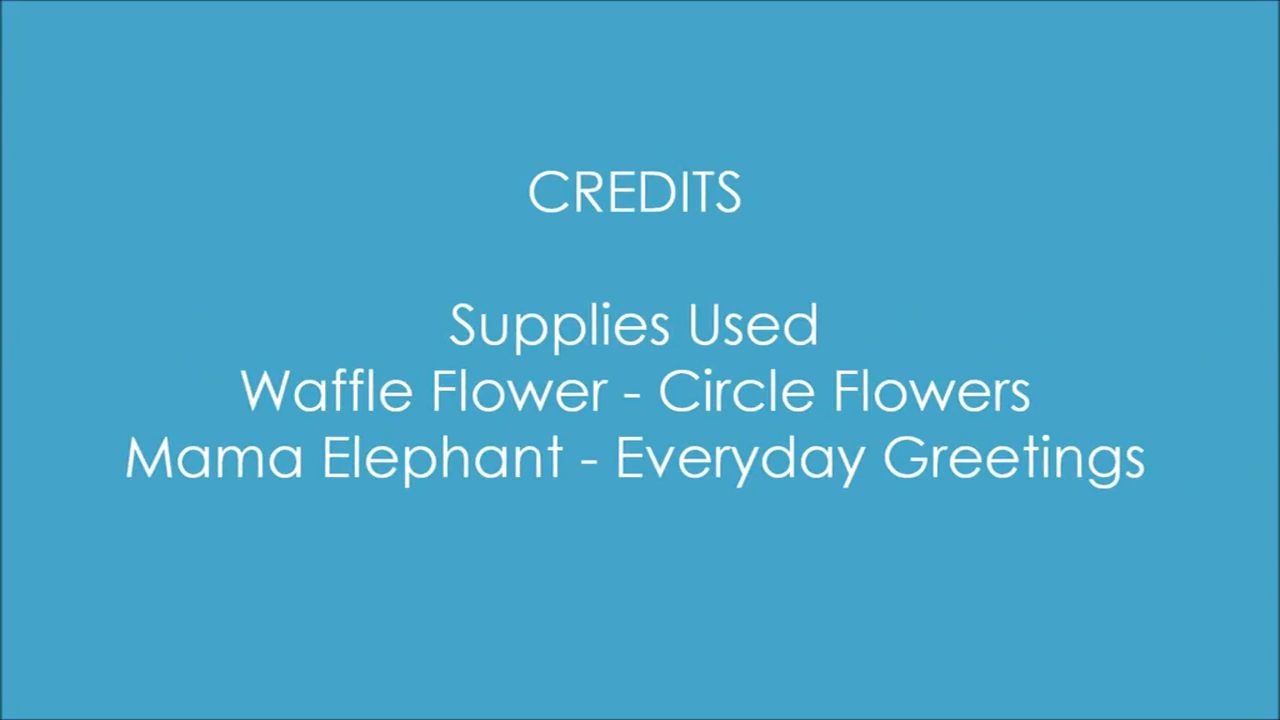 CREDITS
Supplies Used
Waffle Flower - Circle Flowers
Mama Elephant - Everyday Greetings